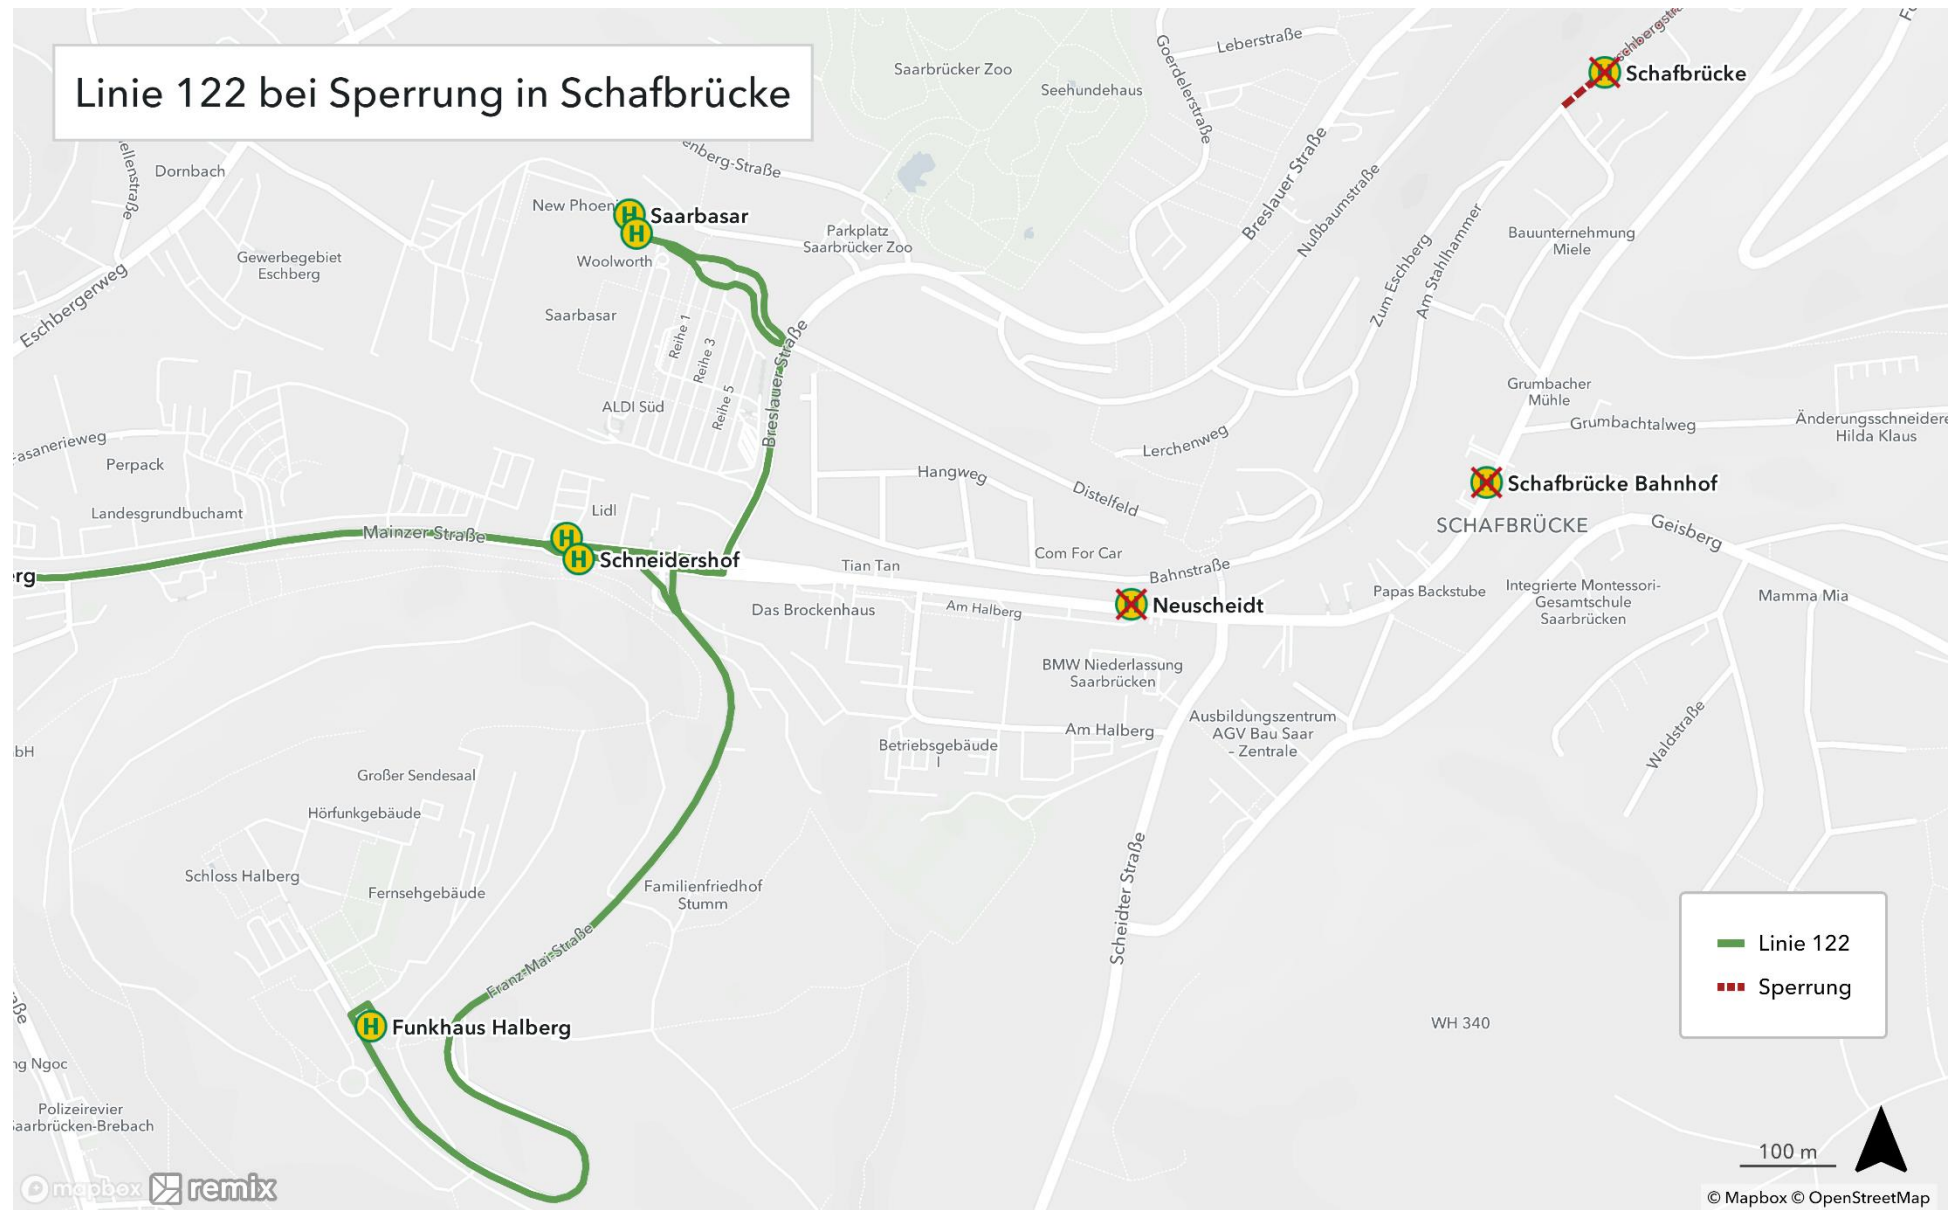 Linie 122 bei Sperrung in Schafbrücke
Saarbrücker Zoo
Seehundehaus
Leberstraße
Goerdelerstraße
Schafbrücke
Dornbach
New Phoen
H
H
Saarbasar
Woolworth
Parkplatz
Saarbrücker Zoo
Breslauer Straße
Nußbaumstraße
Zum Eschberg
Am Stahlhammer
Bauunternehmung
Miele
Gewerbegebiet
Eschberg
Eschbergerweg
Saarbasar
Reihe 1
Reihe 3
Reihe 5
ALDI Süd
Breslauer Straße
Grumbacher
Mühle
Grumbachtalweg
Hilda Klaus
Perpack
Lerchenweg
Hangweg
Distelfeld
Schafbrücke Bahnhof
SCHAFBRÜCKE
Geisberg
Landesgrundbuchamt
Lidl
Mainzer Straße
H
H
Schneidershof
Tian Tan
Com For Car
Bahnstraße
rg
Das Brockenhaus
Am Halberg
Neuscheidt
Papas Backstube
Integrierte Montessori-
Gesamtschule
Saarbrücken
Mamma Mia
BMW Niederlassung
Saarbrücken
Ausbildungszentrum
AGV Bau Saar
- Zentrale
Am Halberg
Betriebsgebäude
I
Waldstraße
bH
Großer Sendesaal
Hörfunkgebäude
Schloss Halberg
Fernsehgebäude
Familienfriedhof
Stumm
Scheidter Straße
Franz-Mai-Straße
H
Funkhaus Halberg
WH 340
Linie 122
Sperrung
ng Ngoc
Polizeirevier
Saarbrücken-Brebach
100 m
mapbox
remix
© Mapbox © OpenStreetMap